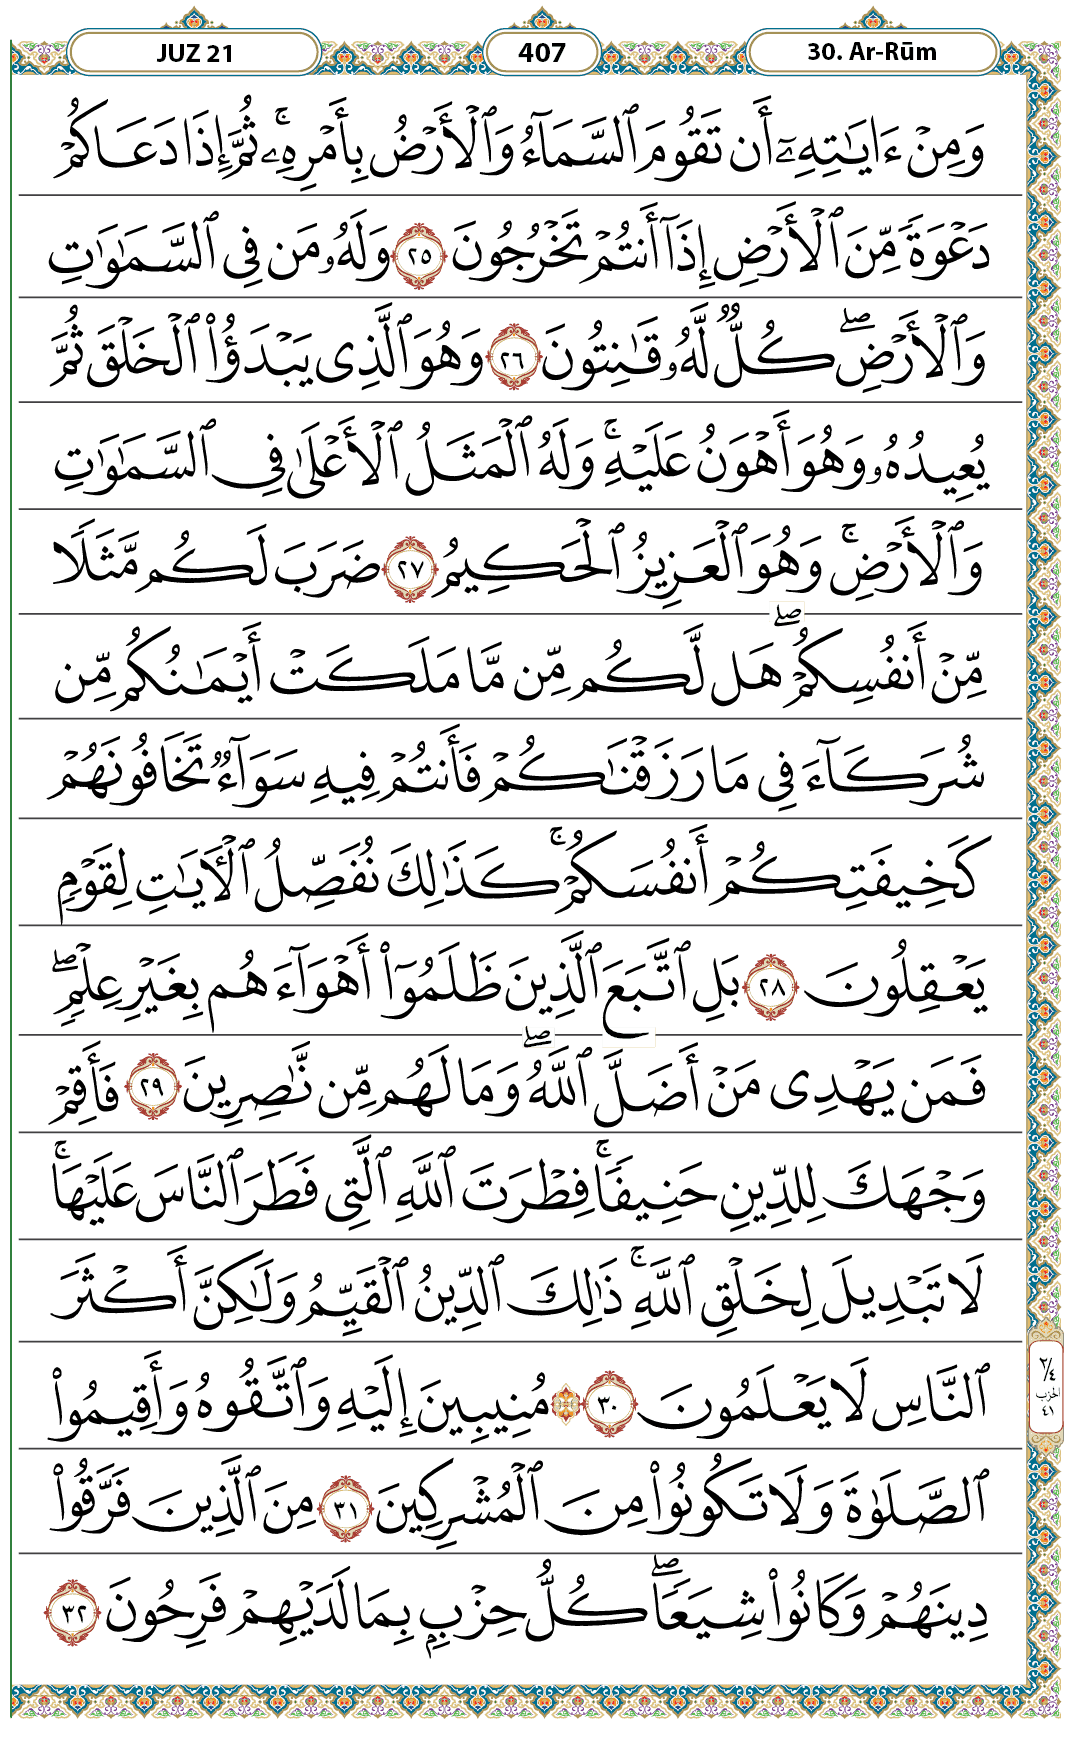 JUZ 21
407
30. Ar-Rūm
وَمِنْ ءَايَـٰتِهِۦٓ أَن تَقُومَ ٱلسَّمَآءُ وَٱلْأَرْضُ بِأَمْرِهِۦ ۚ ثُمَّ إِذَا دَعَاكُمْ
دَعْوَةً مِّنَ ٱلْأَرْضِ إِذَآ أَنتُمْ تَخْرُجُونَ ٢٥ وَلَهُۥ مَن فِى ٱلسَّمَـٰوَٰتِ
وَٱلْأَرْضِ ۖ كُلٌّ لَّهُۥ قَـٰنِتُونَ ٢٦ وَهُوَ ٱلَّذِى يَبْدَؤُا۟ ٱلْخَلْقَ ثُمَّ
يُعِيدُهُۥ وَهُوَ أَهْوَنُ عَلَيْهِ ۚ وَلَهُ ٱلْمَثَلُ ٱلْأَعْلَىٰ فِى ٱلسَّمَـٰوَٰتِ
وَٱلْأَرْضِ ۚ وَهُوَ ٱلْعَزِيزُ ٱلْحَكِيمُ ٢٧ ضَرَبَ لَكُم مَّثَلًا
مِّنْ أَنفُسِكُمْ ۖ هَل لَّكُم مِّن مَّا مَلَكَتْ أَيْمَـٰنُكُم مِّن
شُرَكَآءَ فِى مَا رَزَقْنَـٰكُمْ فَأَنتُمْ فِيهِ سَوَآءٌ تَخَافُونَهُمْ
كَخِيفَتِكُمْ أَنفُسَكُمْ ۚ كَذَٰلِكَ نُفَصِّلُ ٱلْـَٔايَـٰتِ لِقَوْمٍ
يَعْقِلُونَ ٢٨ بَلِ ٱتَّبَعَ ٱلَّذِينَ ظَلَمُوٓا۟ أَهْوَآءَهُم بِغَيْرِ عِلْمٍ ۖ
فَمَن يَهْدِى مَنْ أَضَلَّ ٱللَّهُ ۖ وَمَا لَهُم مِّن نَّـٰصِرِينَ ٢٩ فَأَقِمْ
وَجْهَكَ لِلدِّينِ حَنِيفًا ۚ فِطْرَتَ ٱللَّهِ ٱلَّتِى فَطَرَ ٱلنَّاسَ عَلَيْهَا ۚ
لَا تَبْدِيلَ لِخَلْقِ ٱللَّهِ ۚ ذَٰلِكَ ٱلدِّينُ ٱلْقَيِّمُ وَلَـٰكِنَّ أَكْثَرَ
ٱلنَّاسِ لَا يَعْلَمُونَ ٣٠ ۞ مُنِيبِينَ إِلَيْهِ وَٱتَّقُوهُ وَأَقِيمُوا۟
ٱلصَّلَوٰةَ وَلَا تَكُونُوا۟ مِنَ ٱلْمُشْرِكِينَ ٣١ مِنَ ٱلَّذِينَ فَرَّقُوا۟
دِينَهُمْ وَكَانُوا۟ شِيَعًا ۖ كُلُّ حِزْبٍۭ بِمَا لَدَيْهِمْ فَرِحُونَ ٣٢
٣/٤
الحزب
٤١